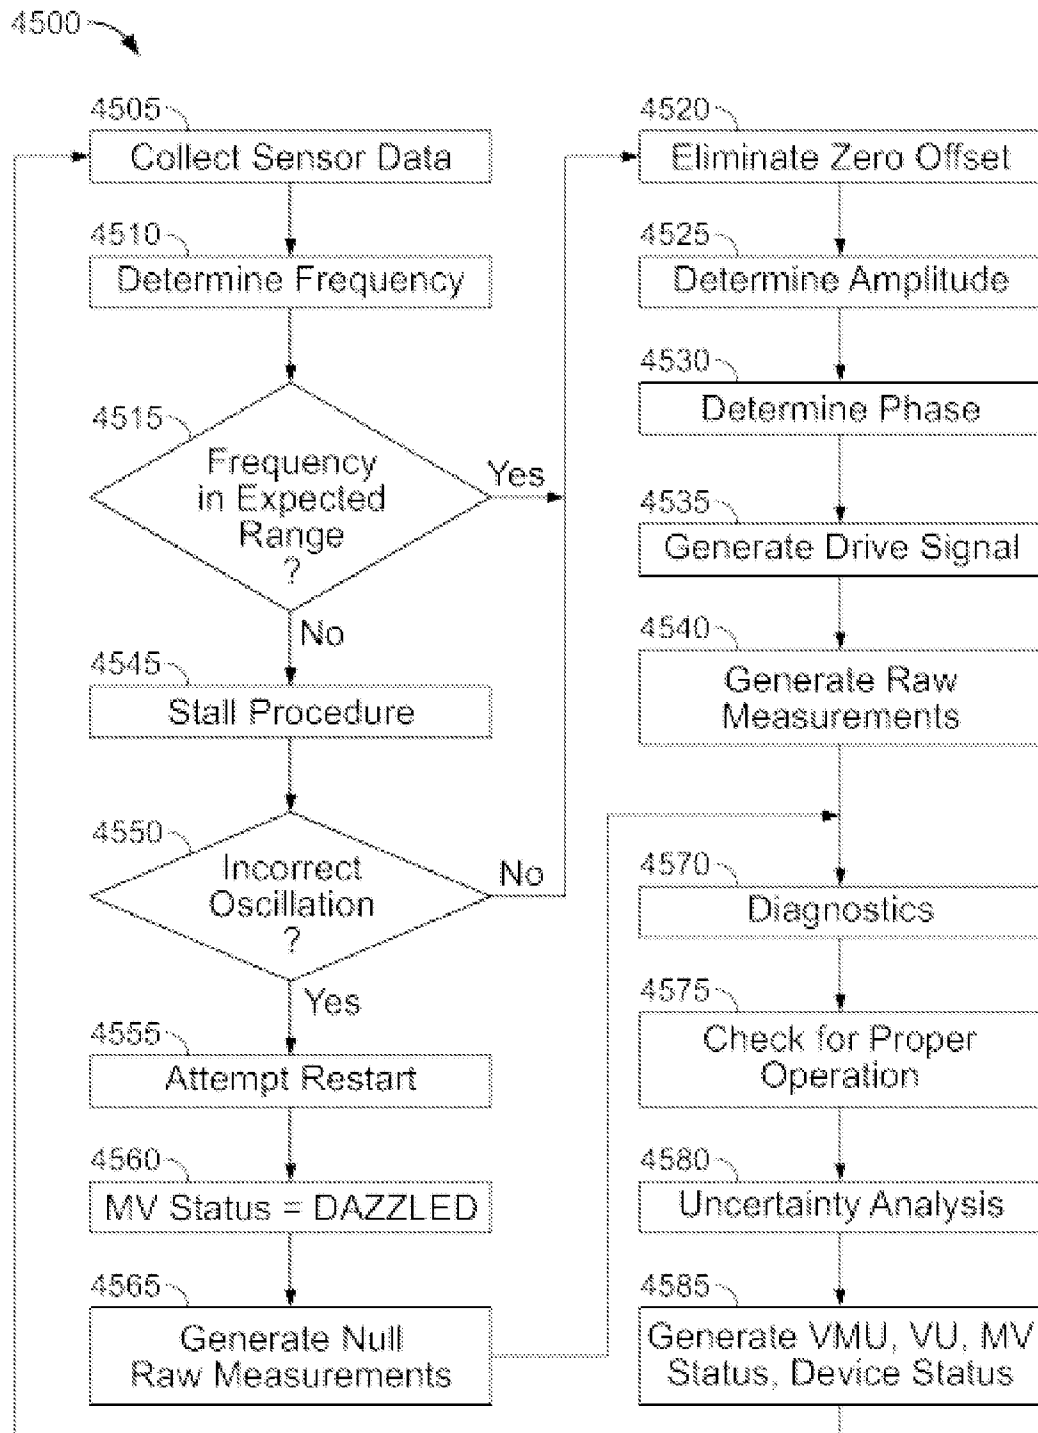 4500
4505
Collect Sensor Data
4510
Determine Frequency
4515
Frequency
in Expected
Range
?
Yes
No
4545
Stall Procedure
4550
Incorrect
Oscillation
?
No
Yes
4555
Attempt Restart
4560
MV Status = DAZZLED
4565
Generate Null
Raw Measurements
4520
Eliminate Zero Offset
4525
Determine Amplitude
4530
Determine Phase
4535
Generate Drive Signal
4540
Generate Raw
Measurements
4570
Diagnostics
4575
Check for Proper
Operation
4580
Uncertainty Analysis
4585
Generate VMU, VU, MV
Status, Device Status